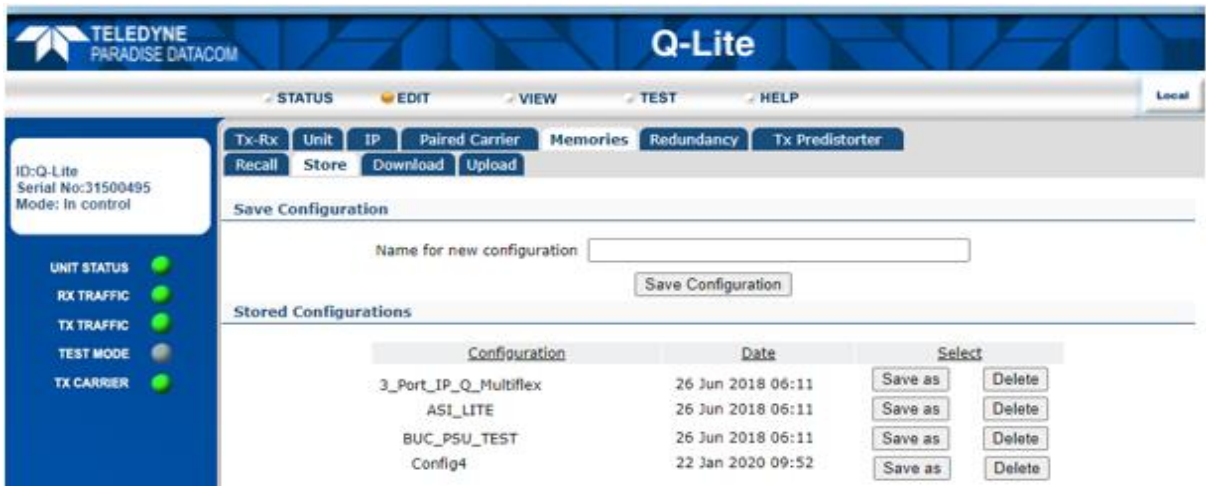 TELEDYNE
PARADISE DATACOM
Q-Lite
STATUS EDIT VIEW TEST HELP Local
Tx-Rx Unit IP Paired Carrier Memories Redundancy Tx Predistorter
Recall Store Download Upload
ID:Q-Lite
Serial No:31500495
Mode: In control
UNIT STATUS
RX TRAFFIC
TX TRAFFIC
TEST MODE
TX CARRIER
Save Configuration
Name for new configuration
Save Configuration
Stored Configurations
Configuration Date Select
3_Port_IP_Q_Multiflex 26 Jun 2018 06:11 Save as Delete
ASI_LITE 26 Jun 2018 06:11 Save as Delete
BUC_PSU_TEST 26 Jun 2018 06:11 Save as Delete
Config4 22 Jan 2020 09:52 Save as Delete